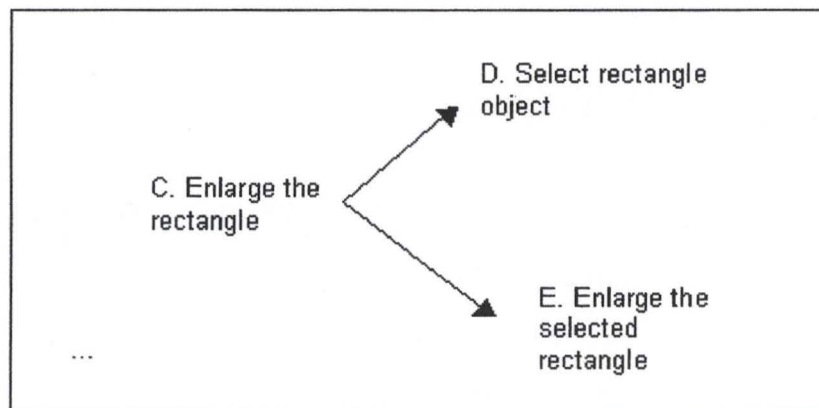 D. Select rectangle
object
C. Enlarge the
rectangle
E. Enlarge the
selected
rectangle
...